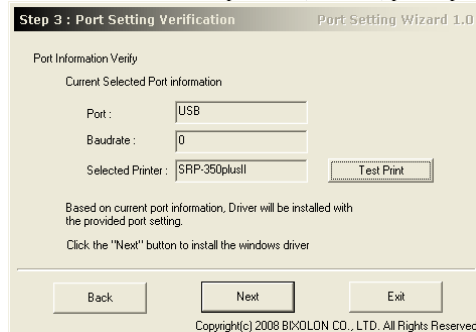 Step 3 : Port Setting Verification Port Setting Wizard 1.0
Port Information Verify
Current Selected Port information
Port : USB
Baudrate : 0
Selected Printer : SRP-350plusII Test Print
Based on current port information, Driver will be installed with
the provided port setting.
Click the "Next" button to install the windows driver
Back Next Exit
Copyright(c) 2008 BIXOLON CO., LTD. All Rights Reserved